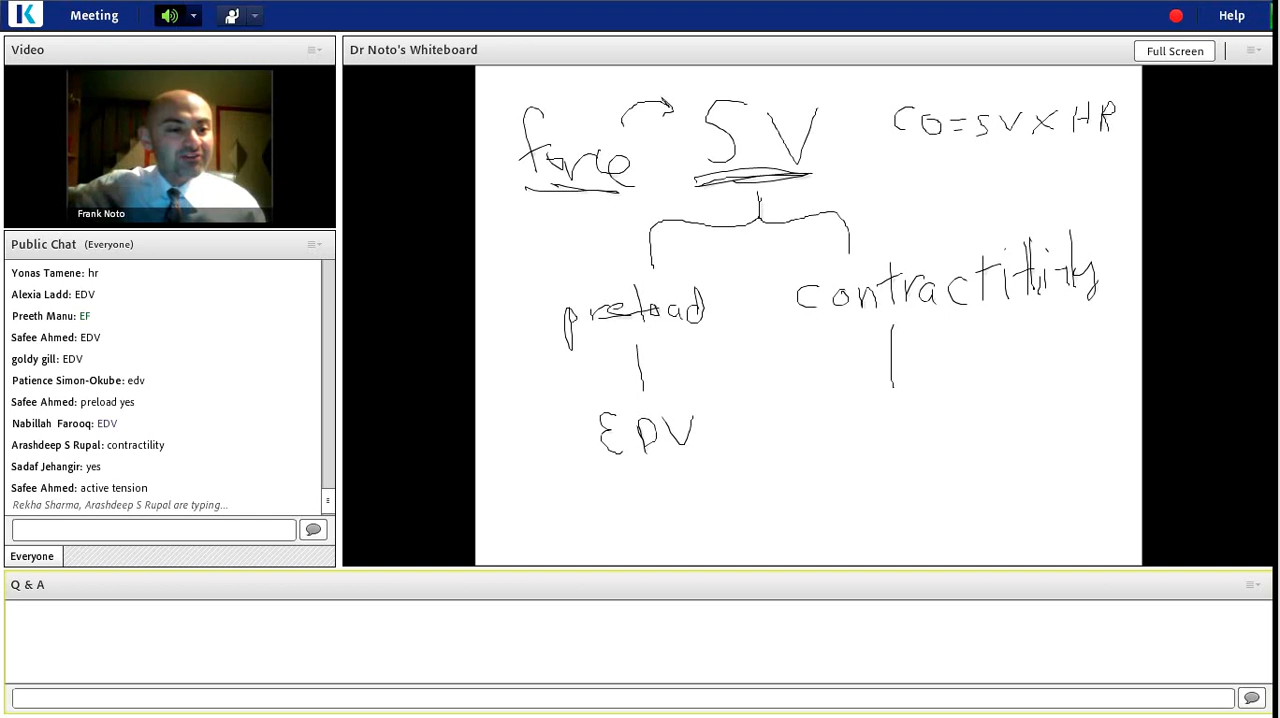 K Meeting Help
Video
Frank Noto
Public Chat (Everyone)
Yonas Tamene: hr
Alexia Ladd: EDV
Preeth Manu: EF
Safee Ahmed: EDV
goldy gill: EDV
Patience Simon-Okube: edv
Safee Ahmed: preload yes
Nabillah Farooq: EDV
Arashdeep S Rupal: contractility
Sadaf Jehangir: yes
Safee Ahmed: active tension
Rekha Sharma, Arashdeep S Rupal are typing...
Everyone
Dr Noto's Whiteboard Full Screen
force SV CO=SV X HR
preload contractility
EDV
Q & A